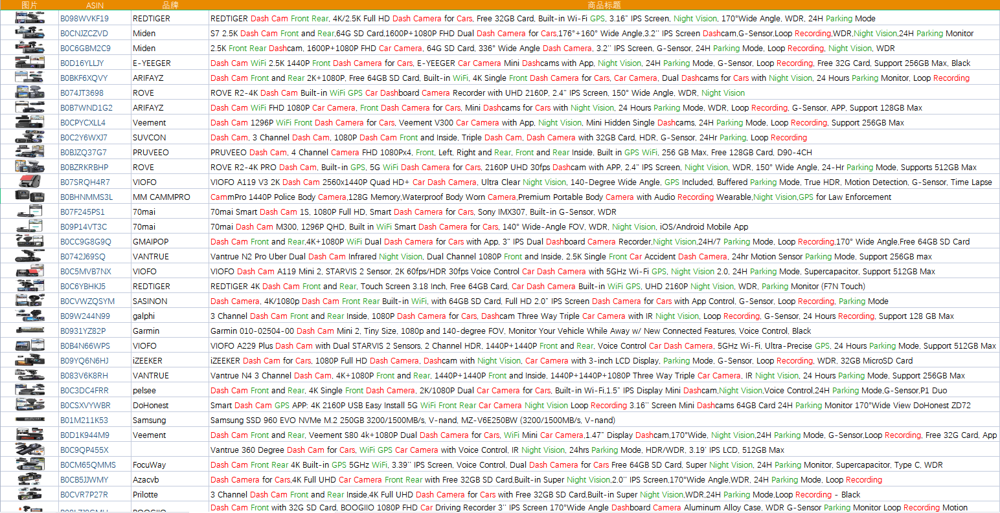 图片 ASIN 品牌 商品标题
B098WVKF19 REDTIGER REDTIGER Dash Cam Front Rear, 4K/2.5K Full HD Dash Camera for Cars, Free 32GB Card, Built-in Wi-Fi GPS, 3.16" IPS Screen, Night Vision, 170°Wide Angle, WDR, 24H Parking Mode
B0CNJZCZVD Miden S7 2.5K Dash Cam Front and Rear,64G SD Card,1600P+1080P FHD Dual Dash Camera for Cars,176°+160° Wide Angle,3.2'' IPS Screen Dashcam,G-Sensor,Loop Recording,WDR,Night Vision,24H Parking Monitor
B0C6GBM2C9 Miden 2.5K Front Rear Dashcam, 1600P+1080P FHD Car Camera, 64G SD Card, 336° Wide Angle Dash Camera, 3.2'' IPS Screen, G-Sensor, 24H Parking Mode, Loop Recording, Night Vision, WDR
B0D16YLLJY E-YEEGER Dash Cam WiFi 2.5K 1440P Front Dash Camera for Cars, E-YEEGER Car Camera Mini Dashcams with App, Night Vision, 24H Parking Mode, G-Sensor, Loop Recording, Free 32G Card, Support 256GB Max, Black
B0BKF6XQVY ARIFAYZ Dash Cam Front and Rear 2K+1080P, Free 64GB SD Card, Built-in WiFi, 4K Single Front Dash Camera for Cars, Car Camera, Dual Dashcams for Cars with Night Vision, 24 Hours Parking Monitor, Loop Recording
B074JT3698 ROVE ROVE R2-4K Dash Cam Built-in WiFi GPS Car Dashboard Camera Recorder with UHD 2160P, 2.4" IPS Screen, 150° Wide Angle, WDR, Night Vision
B0B7WND1G2 ARIFAYZ Dash Cam WiFi FHD 1080P Car Camera, Front Dash Camera for Cars, Mini Dashcams for Cars with Night Vision, 24 Hours Parking Mode, WDR, Loop Recording, G-Sensor, APP, Support 128GB Max
B0CPYCXLL4 Veement Dash Cam 1296P WiFi Front Dash Camera for Cars, Veement V300 Car Camera with App, Night Vision, Mini Hidden Single Dashcams, 24H Parking Mode, Loop Recording, Support 256GB Max
B0C2Y6WXJ7 SUVCON Dash Cam, 3 Channel Dash Cam, 1080P Dash Cam Front and Inside, Triple Dash Cam, Dash Camera with 32GB Card, HDR, G-Sensor, 24Hr Parking, Loop Recording
B0BJZQ37G7 PRUVEEO PRUVEEO Dash Cam, 4 Channel Camera FHD 1080Px4, Front, Left, Right and Rear, Front and Rear Inside, Built in GPS WiFi, 256 GB Max, Free 128GB Card, D90-4CH
B0BZRKRBHP ROVE ROVE R2-4K PRO Dash Cam, Built-in GPS, 5G WiFi Dash Camera for Cars, 2160P UHD 30fps Dashcam with APP, 2.4" IPS Screen, Night Vision, WDR, 150° Wide Angle, 24-Hr Parking Mode, Supports 512GB Max
B07SRQH4R7 VIOFO VIOFO A119 V3 2K Dash Cam 2560x1440P Quad HD+ Car Dash Camera, Ultra Clear Night Vision, 140-Degree Wide Angle, GPS Included, Buffered Parking Mode, True HDR, Motion Detection, G-Sensor, Time Lapse
B0BHNMMS3L MM CAMMPRO CammPro 1440P Police Body Camera,128G Memory,Waterproof Body Worn Camera,Premium Portable Body Camera with Audio Recording Wearable,Night Vision,GPS for Law Enforcement
B07F245PS1 70mai 70mai Smart Dash Cam 1S, 1080P Full HD, Smart Dash Camera for Cars, Sony IMX307, Built-in G-Sensor, WDR
B09P14VT3C 70mai 70mai Dash Cam M300, 1296P QHD, Built in WiFi Smart Dash Camera for Cars, 140° Wide-Angle FOV, WDR, Night Vision, iOS/Android Mobile App
B0CC9G8G9Q GMAIPOP Dash Cam Front and Rear,4K+1080P WiFi Dual Dash Camera for Cars with App, 3" IPS Dual Dashboard Camera Recorder,Night Vision,24H/7 Parking Mode, Loop Recording,170° Wide Angle,Free 64GB SD Card
B0742J69SQ VANTRUE Vantrue N2 Pro Uber Dual Dash Cam Infrared Night Vision, Dual Channel 1080P Front and Inside, 2.5K Single Front Car Accident Dash Camera, 24hr Motion Sensor Parking Mode, Support 256GB max
B0C5MVB7NX VIOFO VIOFO Dash Cam A119 Mini 2, STARVIS 2 Sensor, 2K 60fps/HDR 30fps Voice Control Car Dash Camera with 5GHz Wi-Fi GPS, Night Vision 2.0, 24H Parking Mode, Supercapacitor, Support 512GB Max
B0C6YBHKJ5 REDTIGER REDTIGER 4K Dash Cam Front and Rear, Touch Screen 3.18 Inch, Free 64GB Card, Car Dash Camera Built-in WiFi GPS, UHD 2160P Night Vision, WDR, Parking Monitor (F7N Touch)
B0CVWZQSYM SASINON Dash Camera, 4K/1080p Dash Cam Front Rear Built-in WiFi, with 64GB SD Card, Full HD 2.0" IPS Screen Dash Camera for Cars with App Control, G-Sensor, Loop Recording, Parking Mode
B09W244N99 galphi 3 Channel Dash Cam Front and Rear Inside, 1080P Dash Camera for Cars, Dashcam Three Way Triple Car Camera with IR Night Vision, Loop Recording, G-Sensor, 24 Hours Recording, Support 128 GB Max
B0931YZ82P Garmin Garmin 010-02504-00 Dash Cam Mini 2, Tiny Size, 1080p and 140-degree FOV, Monitor Your Vehicle While Away w/ New Connected Features, Voice Control, Black
B0B4N66WPS VIOFO VIOFO A229 Plus Dash Cam with Dual STARVIS 2 Sensors, 2 Channel HDR, 1440P+1440P Front and Rear, Voice Control Car Dash Camera, 5GHz Wi-Fi, Ultra-Precise GPS, 24 Hours Parking Mode, Support 512GB Max
B09YQ6N6HJ iZEEKER iZEEKER Dash Cam for Cars, 1080P Full HD Dash Camera, Dashcam with Night Vision, Car Camera with 3-inch LCD Display, Parking Mode, G-Sensor, Loop Recording, WDR, 32GB MicroSD Card
B083V6K8RH VANTRUE Vantrue N4 3 Channel Dash Cam, 4K+1080P Front and Rear, 1440P+1440P Front and Inside, 1440P+1440P+1080P Three Way Triple Car Camera, IR Night Vision, 24 Hours Parking Mode, Support 256GB Max
B0C3DC4FRR pelsee Dash Cam Front and Rear, 4K Single Front Dash Camera, 2K/1080P Dual Car Camera for Cars, Built-in Wi-Fi,1.5" IPS Display Mini Dashcam,Night Vision,Voice Control,24H Parking Mode,G-Sensor,P1 Duo
B0CSXVYWBR DoHonest Smart Dash Cam GPS APP: 4K 2160P USB Easy Install 5G WiFi Front Rear Car Camera Night Vision Loop Recording 3.16'' Screen Mini Dashcams 64GB Card 24H Parking Monitor 170°Wide View DoHonest ZD72
B01M211K53 Samsung Samsung SSD 960 EVO NVMe M.2 250GB 3200/1500MB/s, V-nand, MZ-V6E250BW (3200/1500MB/s, V-nand)
B0D1K944M9 Veement Dash Cam Front and Rear, Veement S80 4k+1080P Dual Dash Camera for Cars, WiFi Mini Car Camera,1.47" Display Dashcam,170°Wide, Night Vision,24H Parking Mode, G-Sensor,Loop Recording, Free 32G Card, App
B0C9QP455X Vantrue 360 Degree Dash Cam for Cars, WiFi GPS Car Camera with Voice Control, IR Night Vision, 24hrs Parking Mode, HDR/WDR, 3.19' IPS LCD, 512GB Max
B0CM65QMMS FocuWay Dash Cam Front Rear 4K Built-in GPS 5GHz WiFi, 3.39'' IPS Screen, Voice Control, Dual Dash Camera for Cars Free 64GB SD Card, Super Night Vision, 24H Parking Monitor, Supercapacitor, Type C, WDR
B0CB5JJWMY Azacvb Dash Camera for Cars,4K Full UHD Car Camera Front Rear with Free 32GB SD Card,Built-in Super Night Vision,2.0'' IPS Screen,170°Wide Angle,WDR, 24H Parking Mode, Loop Recording
B0CVR7P27R Prilotte 3 Channel Dash Cam Front and Rear Inside,4K Full UHD Dash Camera for Cars with Free 32GB SD Card,Built-in Super Night Vision,WDR,24H Parking Mode,Loop Recording - Black
Dash Cam Front with 32G SD Card, BOOGIIO 1080P FHD Car Driving Recorder 3'' IPS Screen 170°Wide Angle Dashboard Camera Aluminum Alloy Case, WDR G-Sensor Parking Monitor Loop Recording Motion